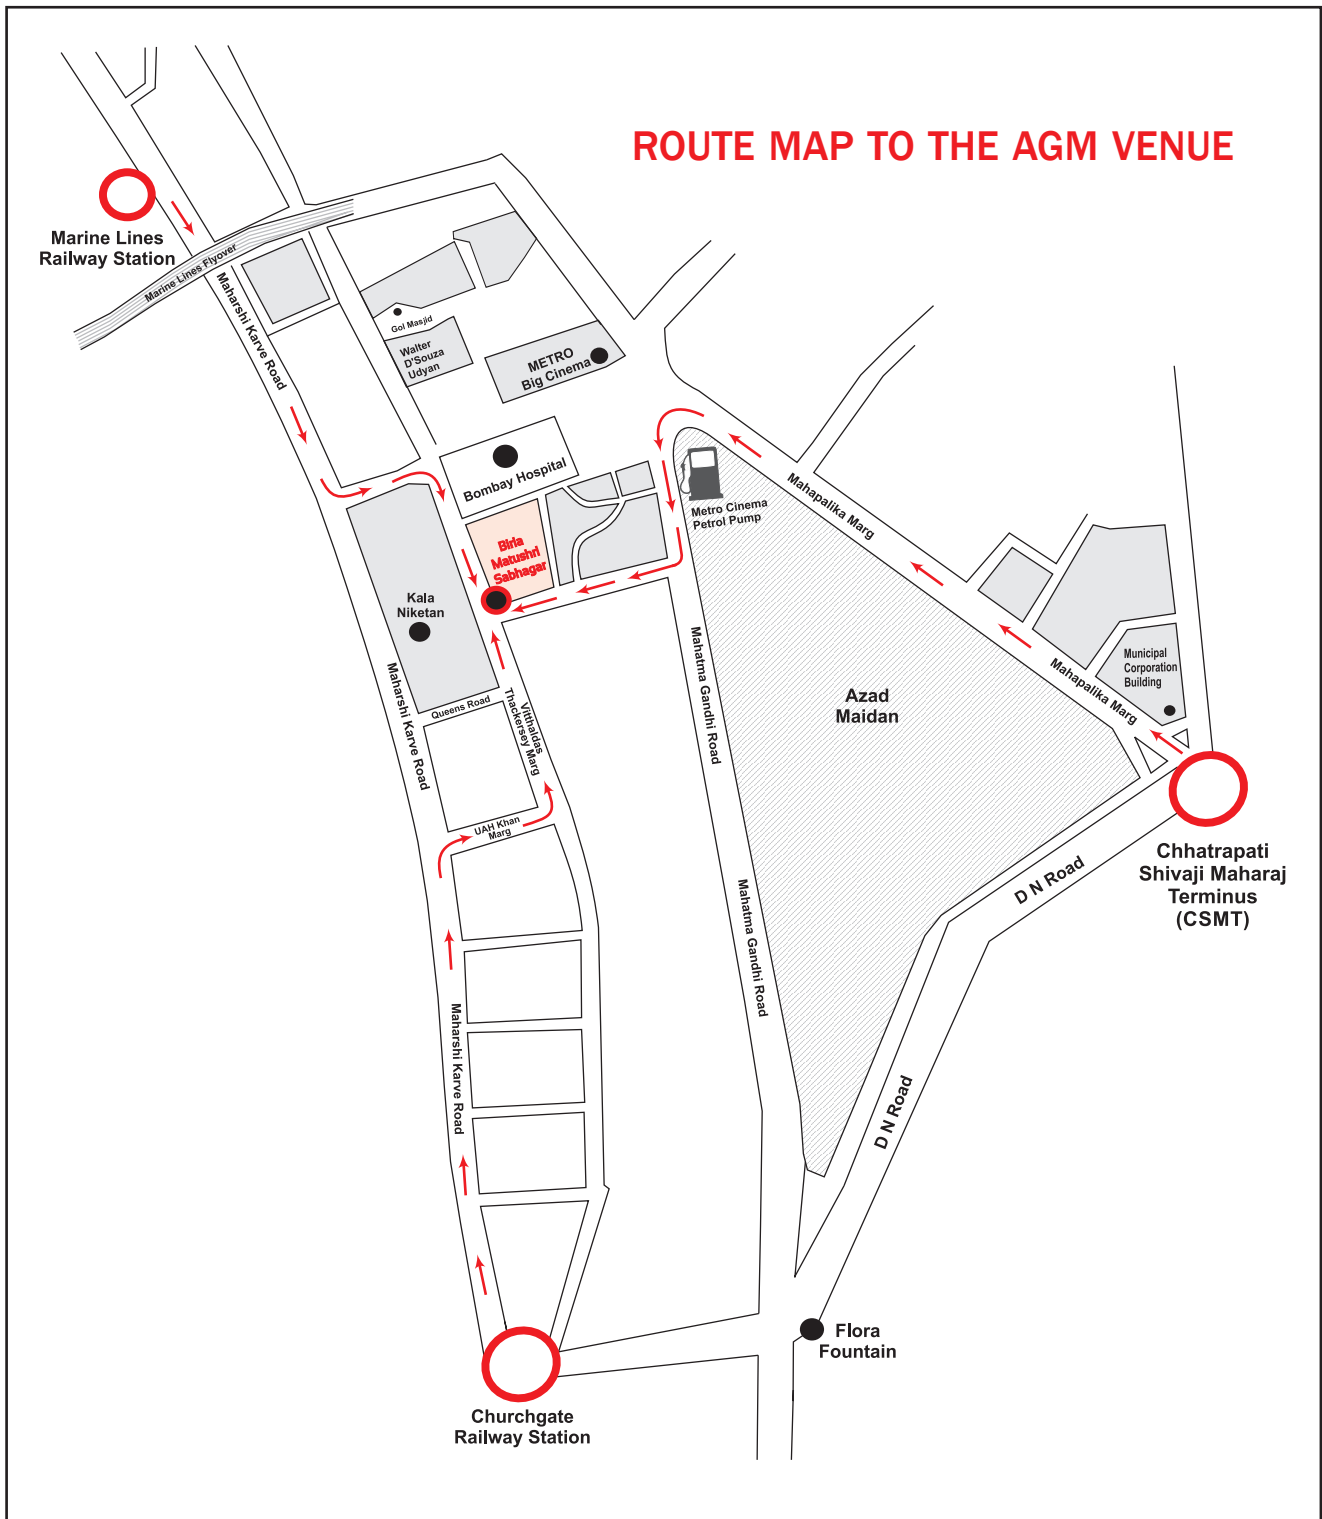 ROUTE MAP TO THE AGM VENUE
Marine Lines
Railway Station
Marine Lines Flyover
Maharshi Karve Road
Gol Masjid
Walter
D'Souza
Udyan
METRO
Big Cinema
Bombay Hospital
Metro Cinema
Petrol Pump
Mahapalika Marg
Birla
Matushri
Sabhagar
Kala
Niketan
Mahatma Gandhi Road
Azad
Maidan
Municipal
Corporation
Building
Mahapalika Marg
Maharshi Karve Road
Queens Road
Vitthaldas
Thackersey Marg
UAH Khan
Marg
Chhatrapati
Shivaji Maharaj
Terminus
(CSMT)
D N Road
Mahatma Gandhi Road
Maharshi Karve Road
D N Road
Flora
Fountain
Churchgate
Railway Station